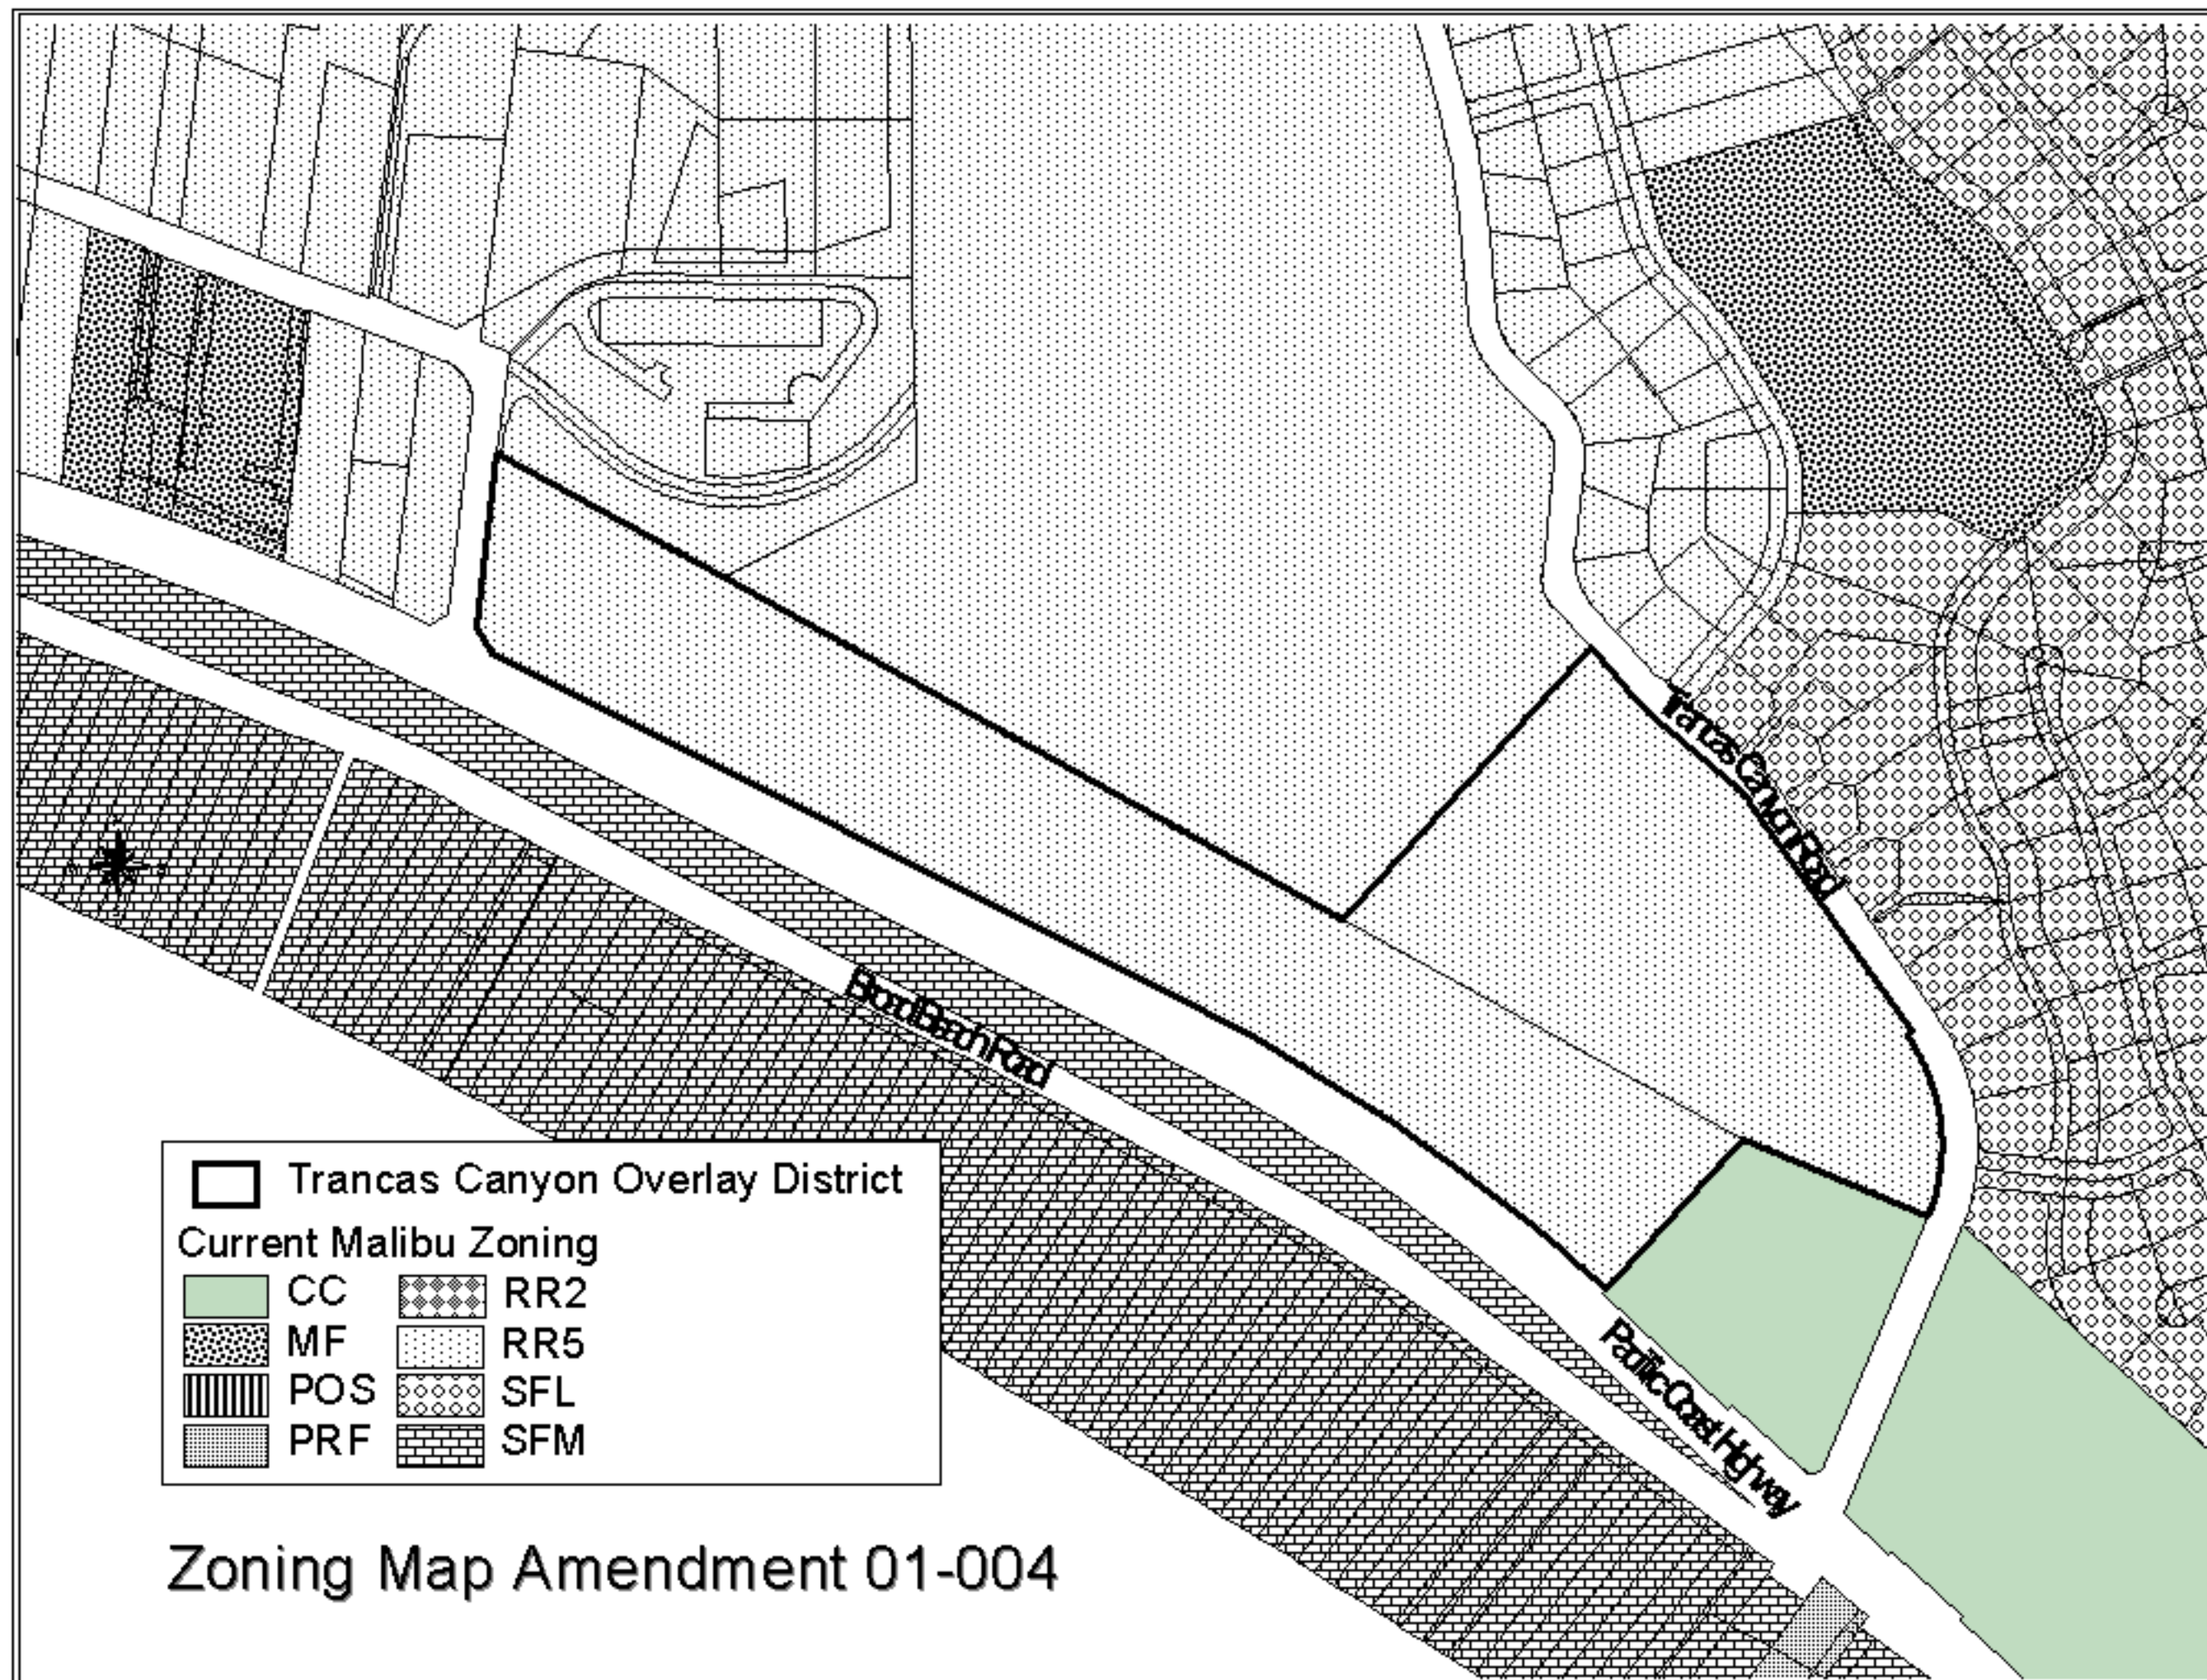 Trancas Canyon Road
Broad Beach Road
Pacific Coast Highway
Trancas Canyon Overlay District
Current Malibu Zoning
CC RR2
MF RR5
POS SFL
PRF SFM
Zoning Map Amendment 01-004